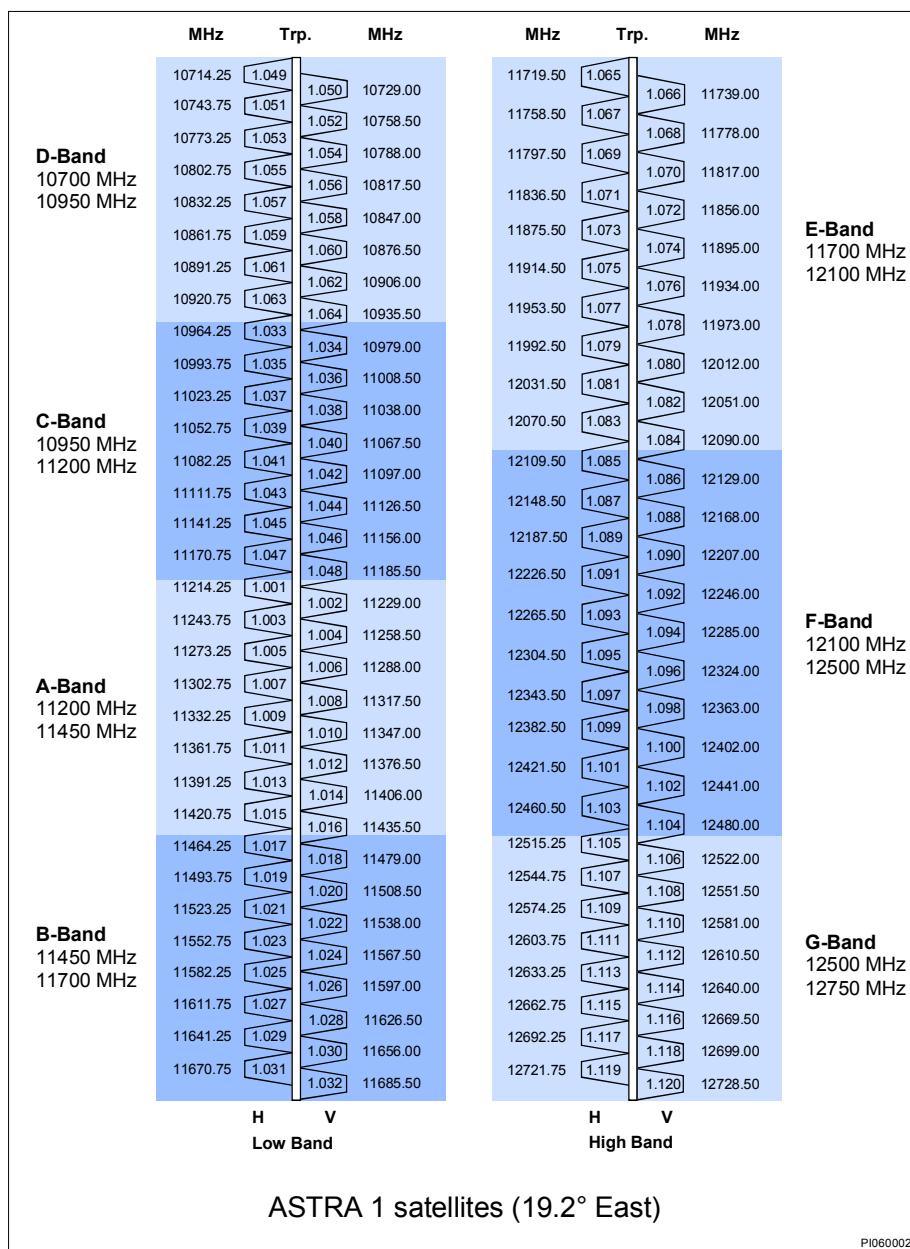 MHz Trp. MHz MHz Trp. MHz
10714.25 1.049 11719.50 1.065
1.050 10729.00 1.066 11739.00
10743.75 1.051 11758.50 1.067
1.052 10758.50 1.068 11778.00
10773.25 1.053 11797.50 1.069
D-Band
1.054 10788.00 1.070 11817.00
10700 MHz
10802.75 1.055 11836.50 1.071
10950 MHz
1.056 10817.50 1.072 11856.00
10832.25 1.057 11875.50 1.073
1.058 10847.00 1.074 11895.00
E-Band
11700 MHz
12100 MHz
10861.75 1.059 11914.50 1.075
1.060 10876.50 1.076 11934.00
10891.25 1.061 11953.50 1.077
1.062 10906.00 1.078 11973.00
10920.75 1.063 11992.50 1.079
1.064 10935.50 1.080 12012.00
10964.25 1.033 12031.50 1.081
1.034 10979.00 1.082 12051.00
10993.75 1.035 12070.50 1.083
1.036 11008.50 1.084 12090.00
11023.25 1.037 12109.50 1.085
1.038 11038.00 1.086 12129.00
C-Band
10950 MHz
11200 MHz
11052.75 1.039 12148.50 1.087
1.040 11067.50 1.088 12168.00
11082.25 1.041 12187.50 1.089
1.042 11097.00 1.090 12207.00
11111.75 1.043 12226.50 1.091
1.044 11126.50 1.092 12246.00
11141.25 1.045 12265.50 1.093
1.046 11156.00 1.094 12285.00
11170.75 1.047 12304.50 1.095
1.048 11185.50 1.096 12324.00
F-Band
12100 MHz
12500 MHz
11214.25 1.001 12343.50 1.097
1.002 11229.00 1.098 12363.00
11243.75 1.003 12382.50 1.099
1.004 11258.50 1.100 12402.00
11273.25 1.005 12421.50 1.101
1.006 11288.00 1.102 12441.00
A-Band
11200 MHz
11450 MHz
11302.75 1.007 12460.50 1.103
1.008 11317.50 1.104 12480.00
11332.25 1.009 12515.25 1.105
1.010 11347.00 1.106 12522.00
11361.75 1.011 12544.75 1.107
1.012 11376.50 1.108 12551.50
11391.25 1.013 12574.25 1.109
1.014 11406.00 1.110 12581.00
11420.75 1.015 12603.75 1.111
1.016 11435.50 1.112 12610.50
G-Band
12500 MHz
12750 MHz
11464.25 1.017 12633.25 1.113
1.018 11479.00 1.114 12640.00
11493.75 1.019 12662.75 1.115
1.020 11508.50 1.116 12669.50
11523.25 1.021 12692.25 1.117
1.022 11538.00 1.118 12699.00
B-Band
11450 MHz
11700 MHz
11552.75 1.023 12721.75 1.119
1.024 11567.50 1.120 12728.50
11582.25 1.025
1.026 11597.00
11611.75 1.027
1.028 11626.50
11641.25 1.029
1.030 11656.00
11670.75 1.031
1.032 11685.50
H V H V
Low Band High Band
ASTRA 1 satellites (19.2° East)
PI060002